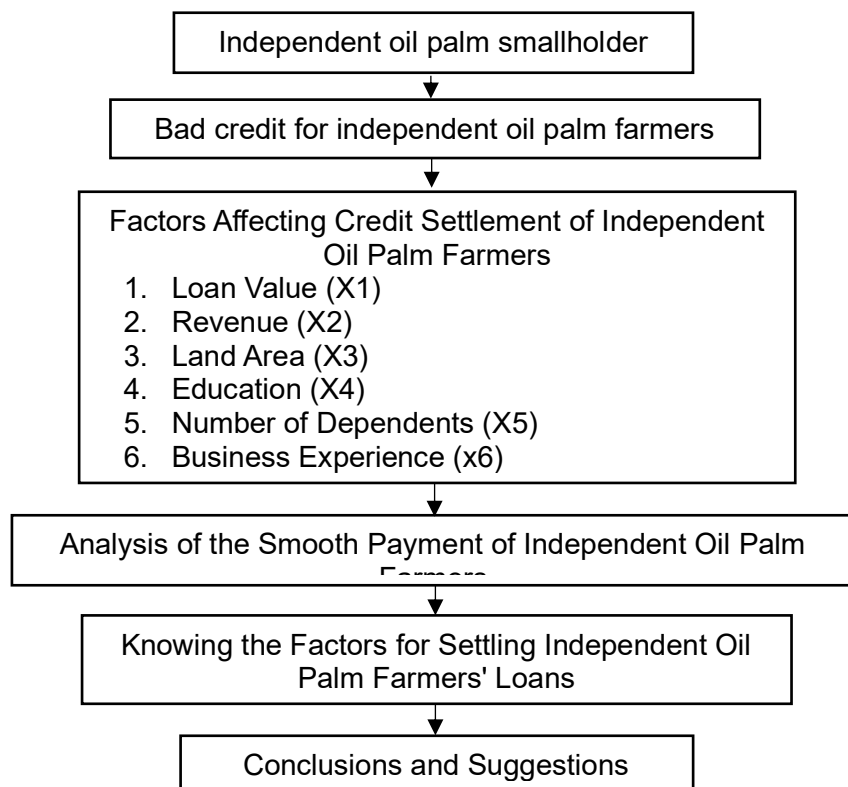 Independent oil palm smallholder
Bad credit for independent oil palm farmers
Factors Affecting Credit Settlement of Independent
Oil Palm Farmers
1. Loan Value (X1)
2. Revenue (X2)
3. Land Area (X3)
4. Education (X4)
5. Number of Dependents (X5)
6. Business Experience (x6)
Analysis of the Smooth Payment of Independent Oil Palm
Farmers
Knowing the Factors for Settling Independent Oil
Palm Farmers' Loans
Conclusions and Suggestions